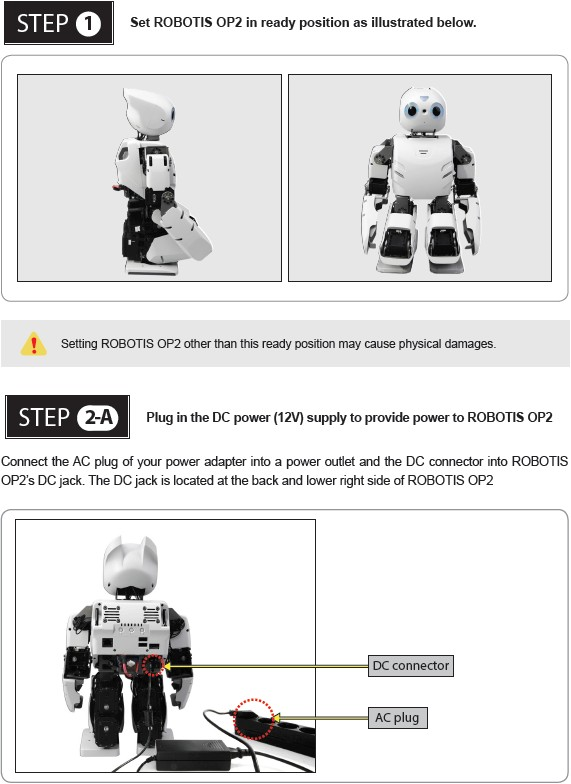 STEP 1 Set ROBOTIS OP2 in ready position as illustrated below.
Setting ROBOTIS OP2 other than this ready position may cause physical damages.
STEP 2-A Plug in the DC power (12V) supply to provide power to ROBOTIS OP2
Connect the AC plug of your power adapter into a power outlet and the DC connector into ROBOTIS
OP2's DC jack. The DC jack is located at the back and lower right side of ROBOTIS OP2
DC connector
AC plug